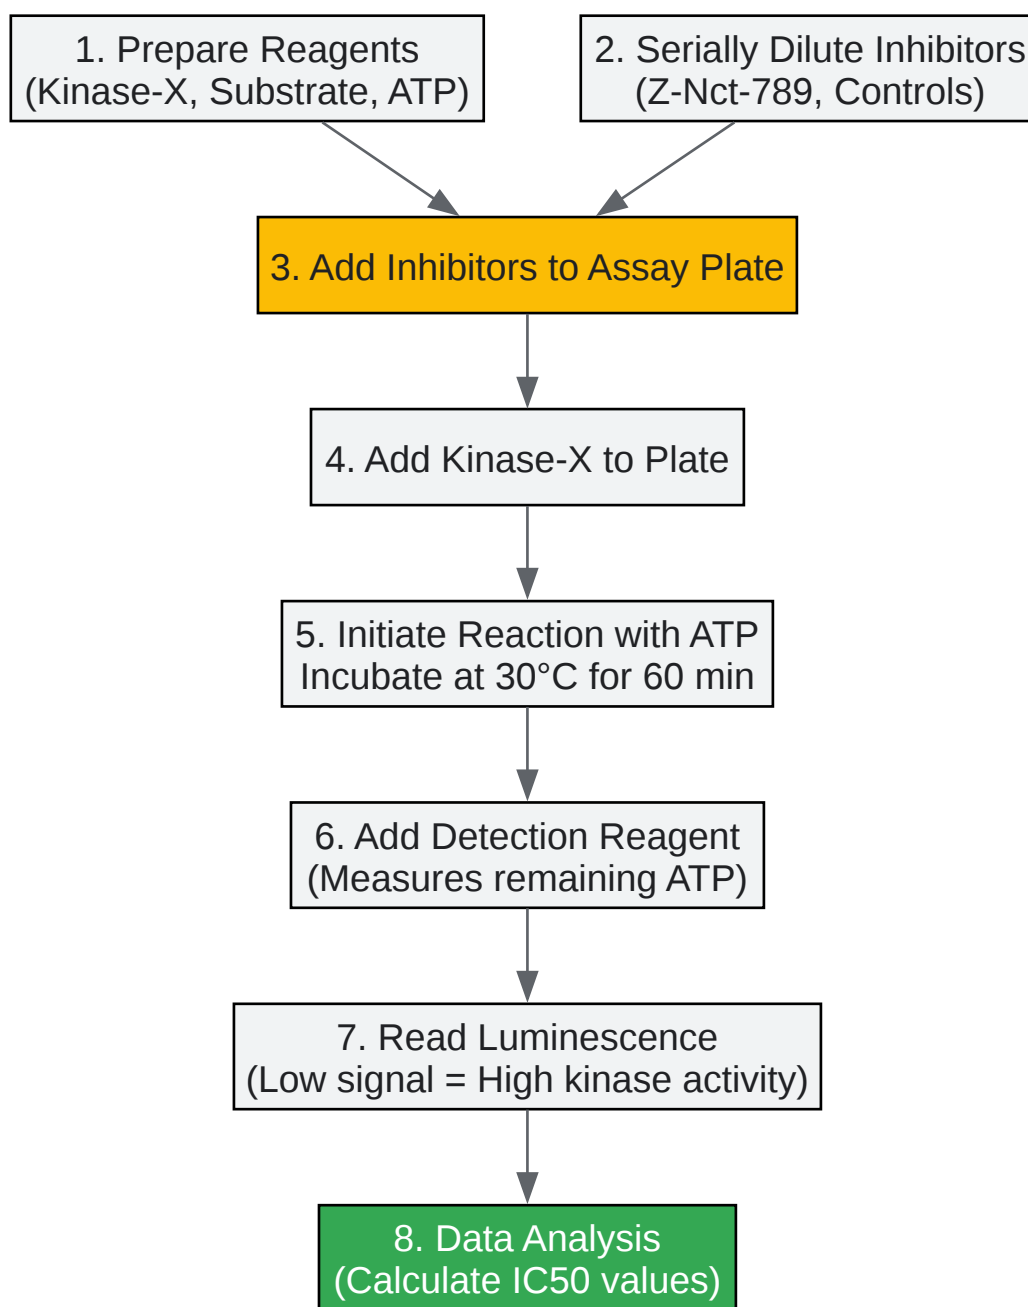 1. Prepare Reagents
(Kinase-X, Substrate, ATP)
2. Serially Dilute Inhibitors
(Z-Nct-789, Controls)
3. Add Inhibitors to Assay Plate
4. Add Kinase-X to Plate
5. Initiate Reaction with ATP
Incubate at 30°C for 60 min
6. Add Detection Reagent
(Measures remaining ATP)
7. Read Luminescence
(Low signal = High kinase activity)
8. Data Analysis
(Calculate IC50 values)